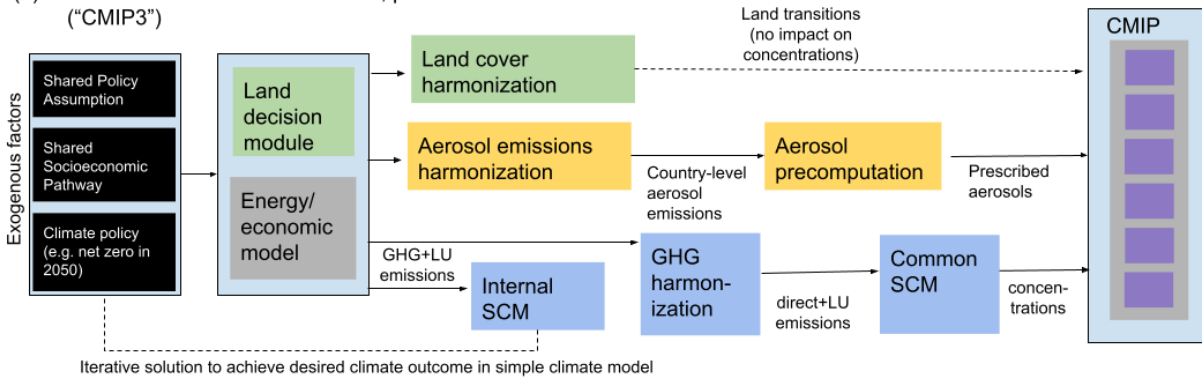 ("CMIP3")
Exogenous factors
Shared Policy
Assumption
Shared
Socioeconomic
Pathway
Climate policy
(e.g. net zero in
2050)
Land
decision
module
Energy/
economic
model
Land cover
harmonization
Land transitions
(no impact on
concentrations)
Aerosol emissions
harmonization
Country-level
aerosol
emissions
Aerosol
precomputation
Prescribed
aerosols
GHG+LU
emissions
Internal
SCM
GHG
harmon-
ization
direct+LU
emissions
Common
SCM
concen-
trations
CMIP
Iterative solution to achieve desired climate outcome in simple climate model